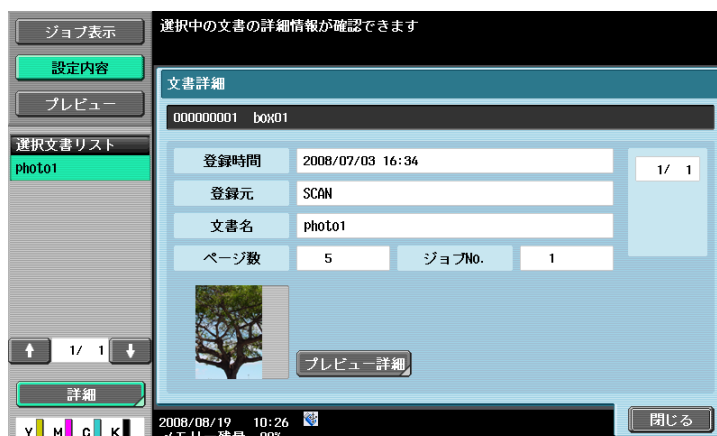 ジョブ表示
設定内容
プレビュー
選択文書リスト
photo1
1/ 1
詳細
Y M C K
選択中の文書の詳細情報が確認できます
文書詳細
000000001 box01
登録時間 2008/07/03 16:34
1/ 1
登録元 SCAN
文書名 photo1
ページ数 5 ジョブNo. 1
プレビュー詳細
2008/08/19 10:26
閉じる